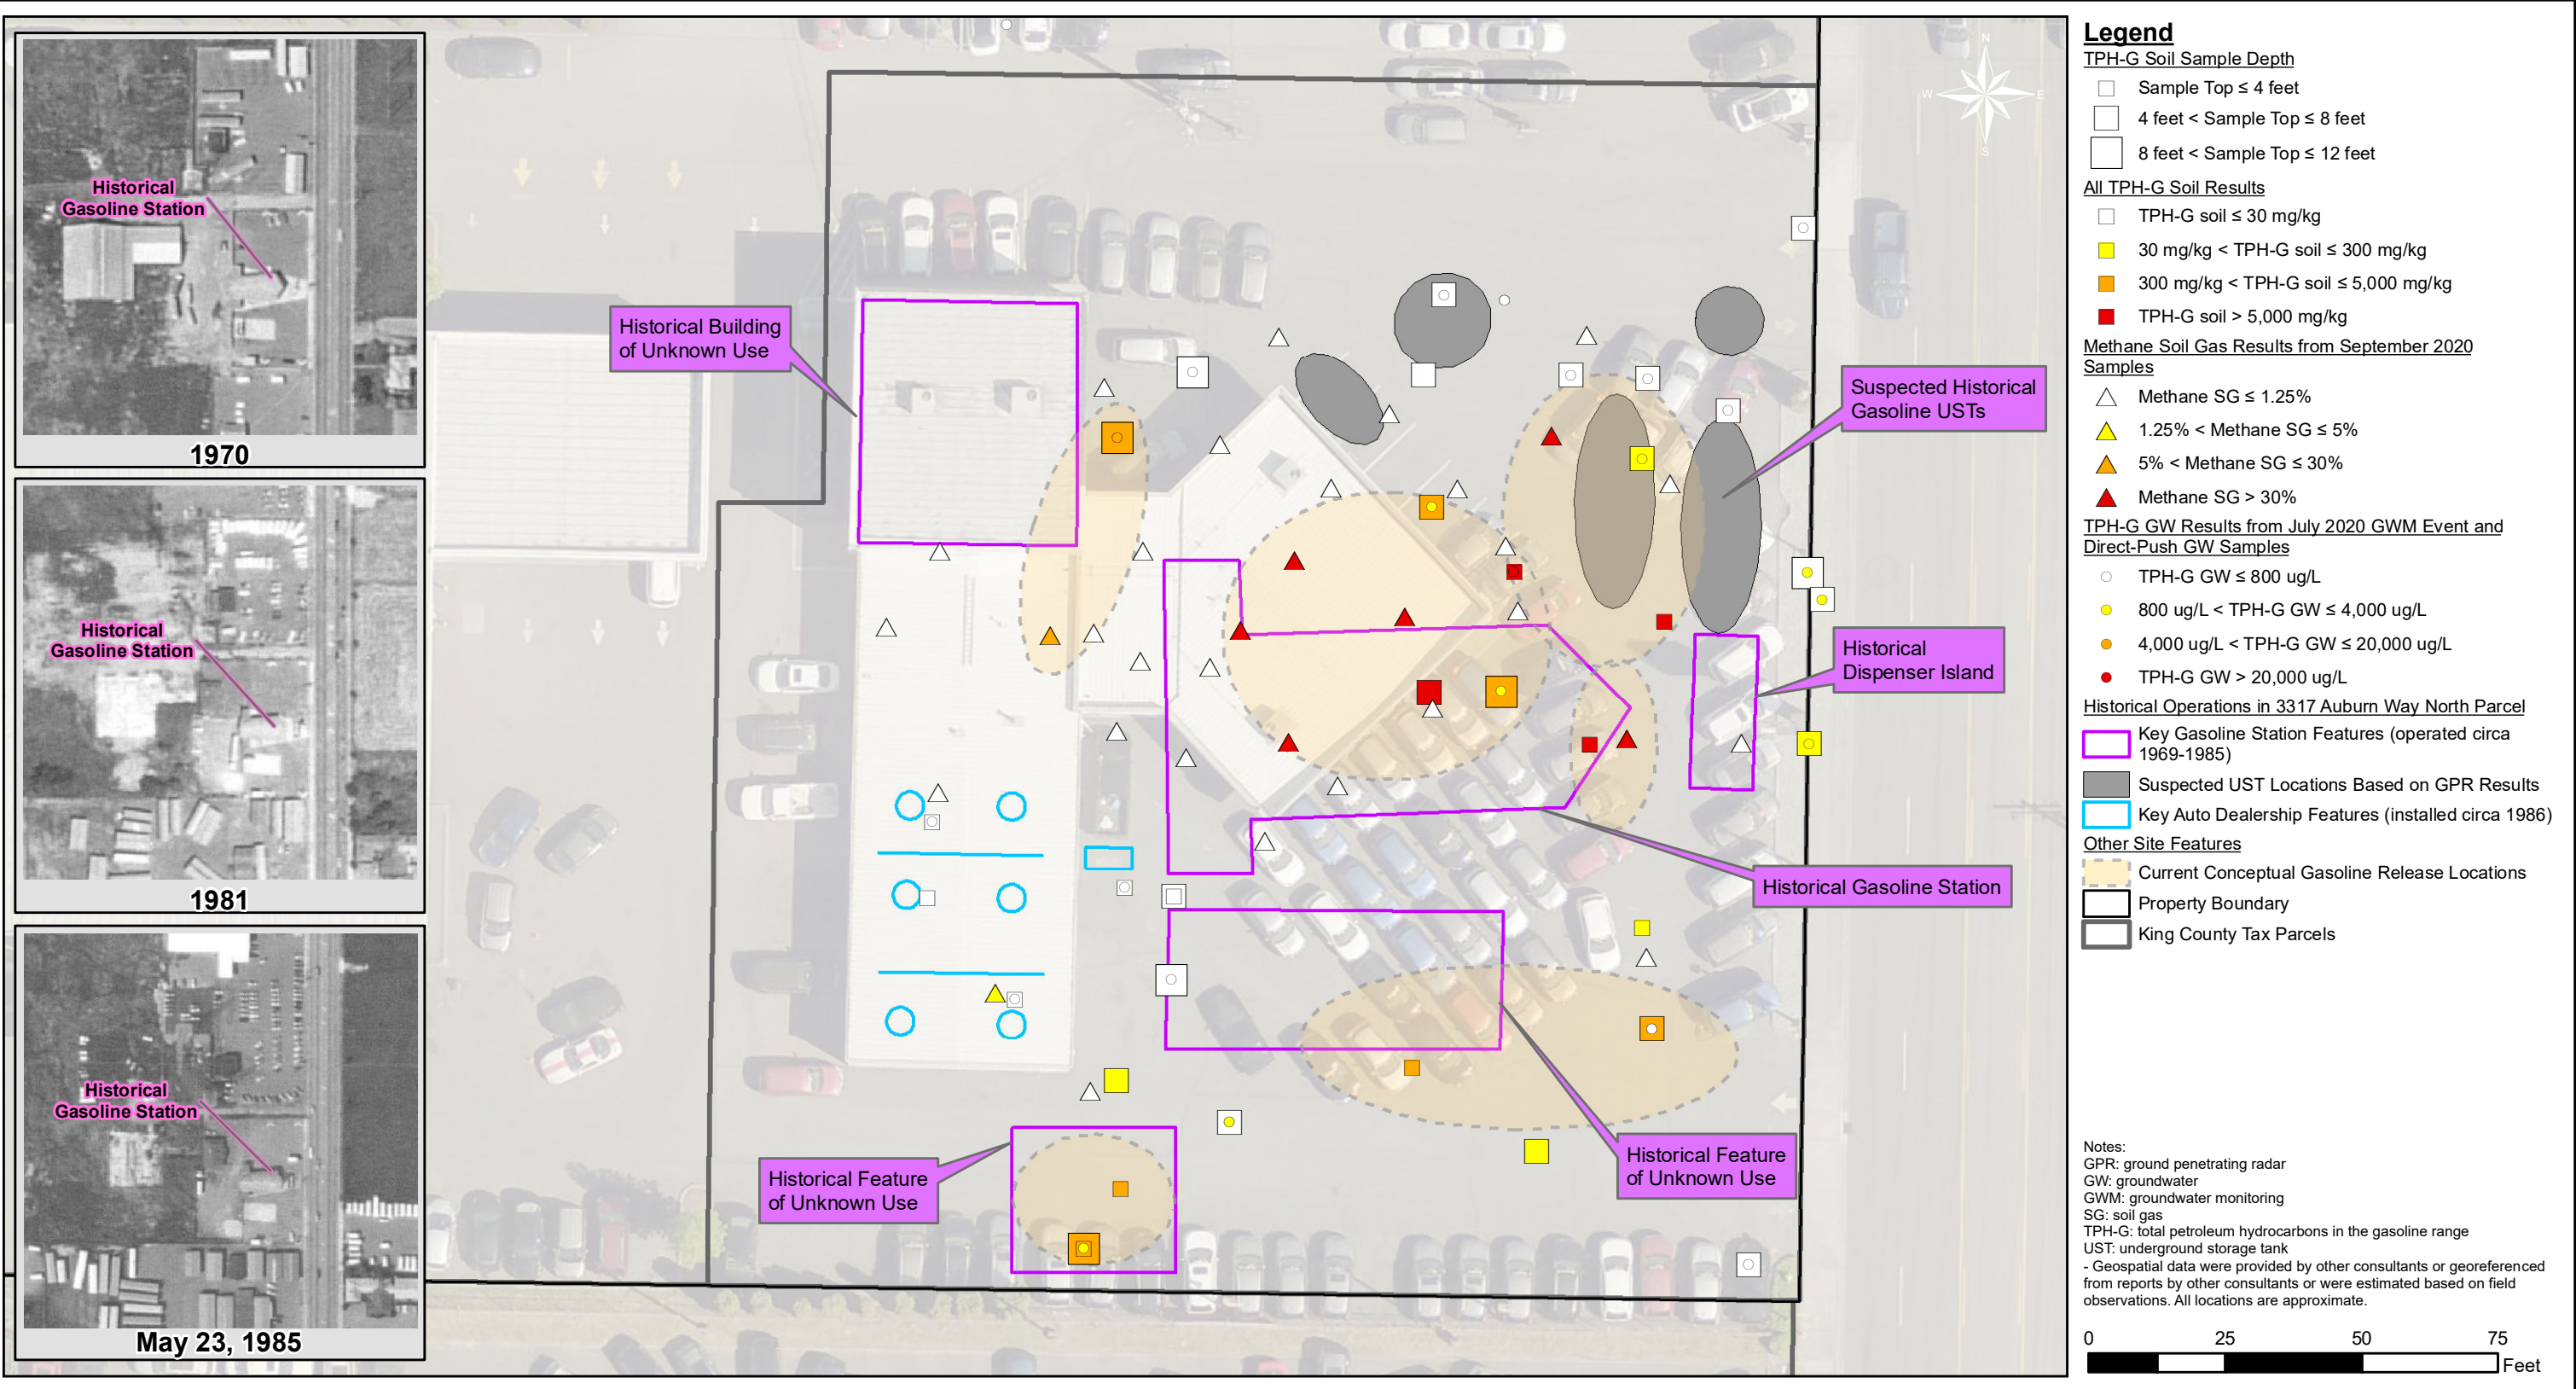 Historical
Gasoline Station
1970
Historical
Gasoline Station
1981
Historical
Gasoline Station
May 23, 1985
Historical Building
of Unknown Use
Suspected Historical
Gasoline USTs
Historical
Dispenser Island
Historical Gasoline Station
Historical Feature
of Unknown Use
Historical Feature
of Unknown Use
N
W
E
S
Legend
TPH-G Soil Sample Depth
Sample Top ≤ 4 feet
4 feet < Sample Top ≤ 8 feet
8 feet < Sample Top ≤ 12 feet
All TPH-G Soil Results
TPH-G soil ≤ 30 mg/kg
30 mg/kg < TPH-G soil ≤ 300 mg/kg
300 mg/kg < TPH-G soil ≤ 5,000 mg/kg
TPH-G soil > 5,000 mg/kg
Methane Soil Gas Results from September 2020
Samples
Methane SG ≤ 1.25%
1.25% < Methane SG ≤ 5%
5% < Methane SG ≤ 30%
Methane SG > 30%
TPH-G GW Results from July 2020 GWM Event and
Direct-Push GW Samples
TPH-G GW ≤ 800 ug/L
800 ug/L < TPH-G GW ≤ 4,000 ug/L
4,000 ug/L < TPH-G GW ≤ 20,000 ug/L
TPH-G GW > 20,000 ug/L
Historical Operations in 3317 Auburn Way North Parcel
Key Gasoline Station Features (operated circa
1969-1985)
Suspected UST Locations Based on GPR Results
Key Auto Dealership Features (installed circa 1986)
Other Site Features
Current Conceptual Gasoline Release Locations
Property Boundary
King County Tax Parcels
Notes:
GPR: ground penetrating radar
GW: groundwater
GWM: groundwater monitoring
SG: soil gas
TPH-G: total petroleum hydrocarbons in the gasoline range
UST: underground storage tank
- Geospatial data were provided by other consultants or georeferenced
from reports by other consultants or were estimated based on field
observations. All locations are approximate.
0 25 50 75
Feet